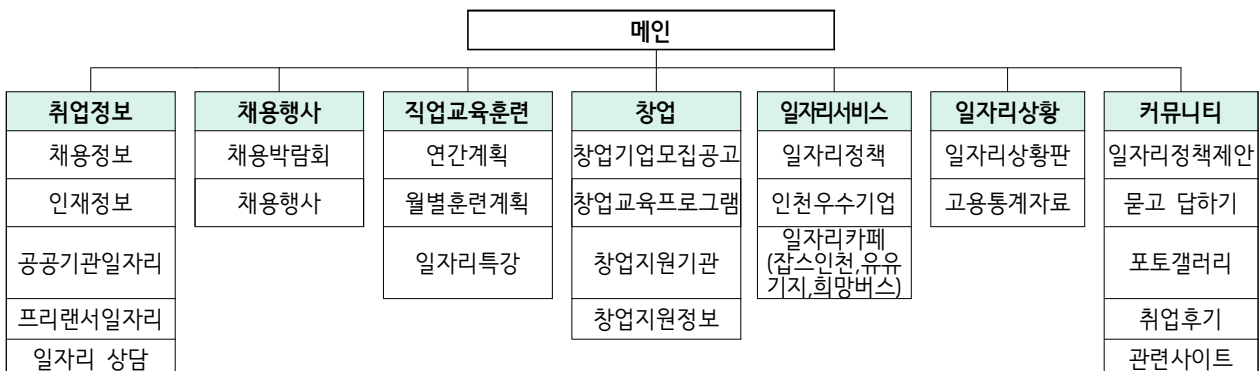 메인
취업정보
채용정보
인재정보
공공기관일자리
프리랜서일자리
일자리 상담
채용행사
채용박람회
채용행사
직업교육훈련
연간계획
월별훈련계획
일자리특강
창업
창업기업모집공고
창업교육프로그램
창업지원기관
창업지원정보
일자리서비스
일자리정책
인천우수기업
일자리카페
(잡스인천,유유
기지,희망버스)
일자리상황
일자리상황판
고용통계자료
커뮤니티
일자리정책제안
묻고 답하기
포토갤러리
취업후기
관련사이트